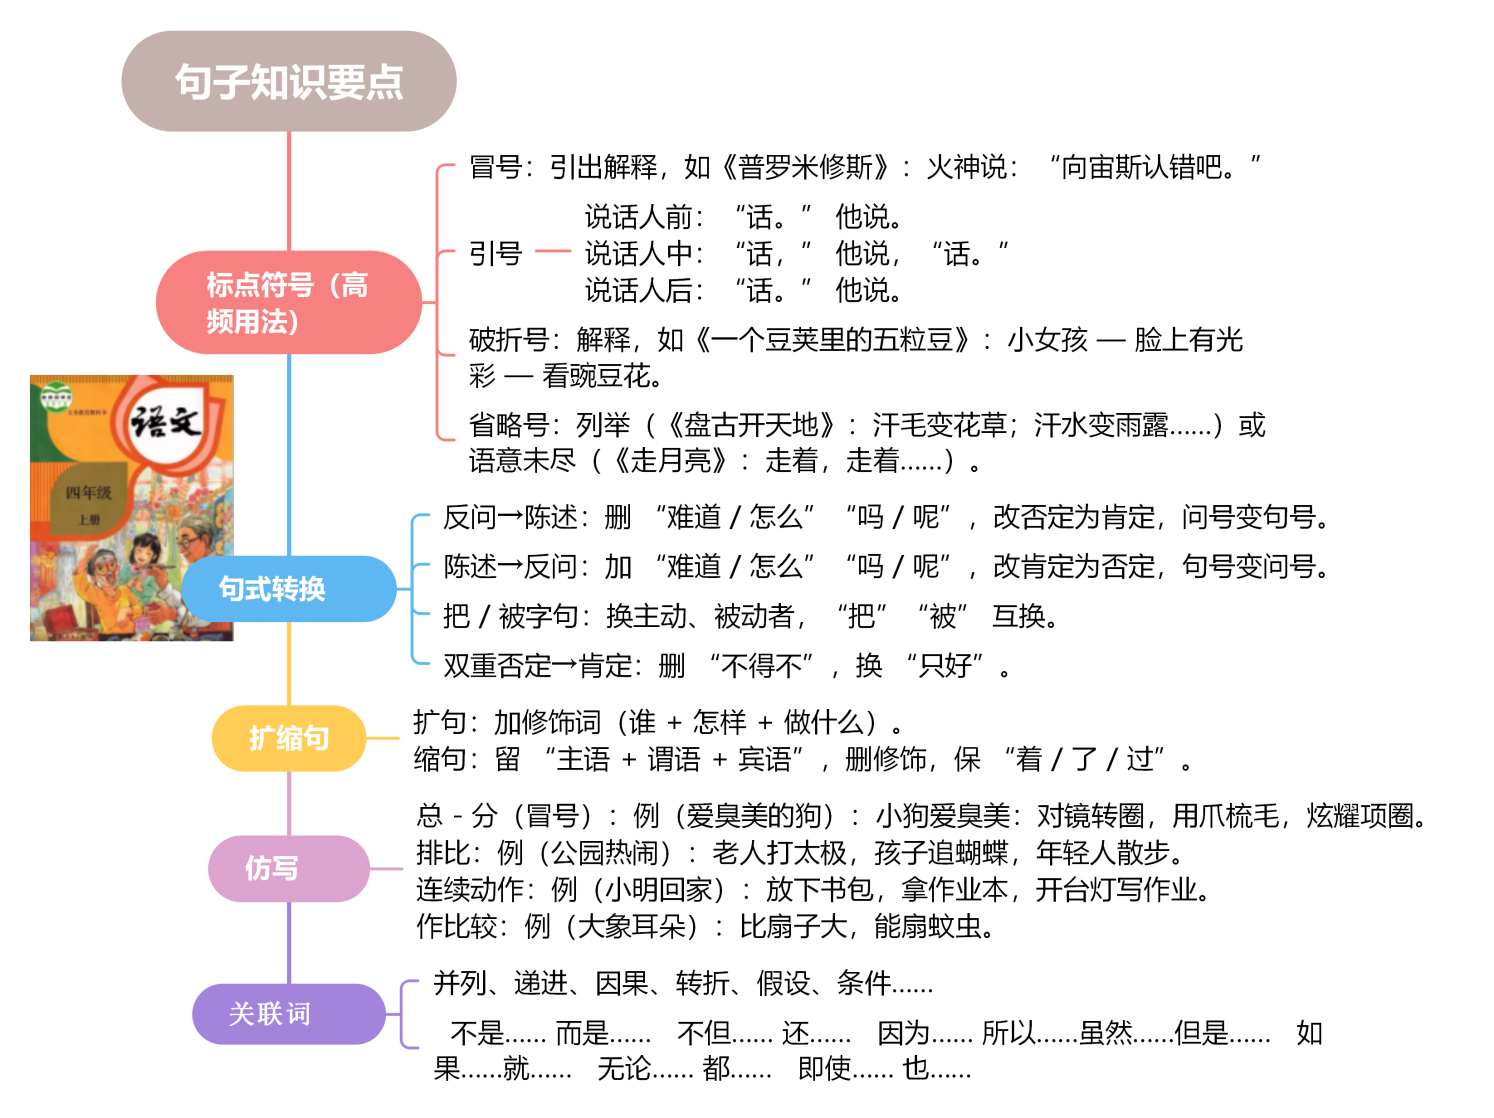 句子知识要点
冒号：引出解释，如《普罗米修斯》：火神说：“向宙斯认错吧。”
说话人前：“话。” 他说。
引号
说话人中：“话，” 他说，“话。”
说话人后：“话。” 他说。
标点符号（高
频用法）
破折号：解释，如《一个豆荚里的五粒豆》：小女孩 — 脸上有光
彩 — 看豌豆花。
省略号：列举（《盘古开天地》：汗毛变花草；汗水变雨露......）或
语意未尽（《走月亮》：走着，走着......）。
义务教育教科书
语文
四年级
上册
反问→陈述：删 “难道 / 怎么” “吗 / 呢”，改否定为肯定，问号变句号。
陈述→反问：加 “难道 / 怎么” “吗 / 呢”，改肯定为否定，句号变问号。
句式转换
把 / 被字句：换主动、被动者， “把” “被” 互换。
双重否定→肯定：删 “不得不”，换 “只好”。
扩缩句
扩句：加修饰词（谁 + 怎样 + 做什么）。
缩句：留 “主语 + 谓语 + 宾语”，删修饰，保 “着 / 了 / 过”。
仿写
总 - 分（冒号）：例（爱臭美的狗）：小狗爱臭美：对镜转圈，用爪梳毛，炫耀项圈。
排比：例（公园热闹）：老人打太极，孩子追蝴蝶，年轻人散步。
连续动作：例（小明回家）：放下书包，拿作业本，开台灯写作业。
作比较：例（大象耳朵）：比扇子大，能扇蚊虫。
关联词
并列、递进、因果、转折、假设、条件......
不是...... 而是...... 不但...... 还...... 因为...... 所以......虽然......但是...... 如
果......就...... 无论...... 都...... 即使...... 也......